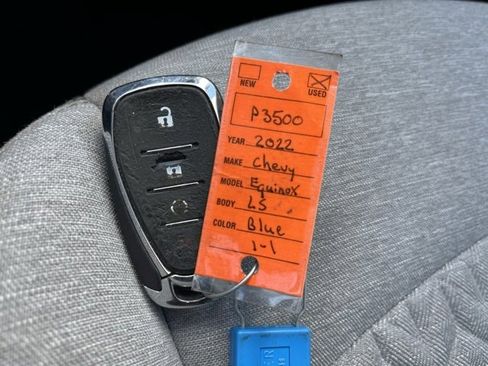 NEW
USED
P3500
YEAR 2022
MAKE Chevy
MODEL Equinox
BODY LS
COLOR Blue
1-1